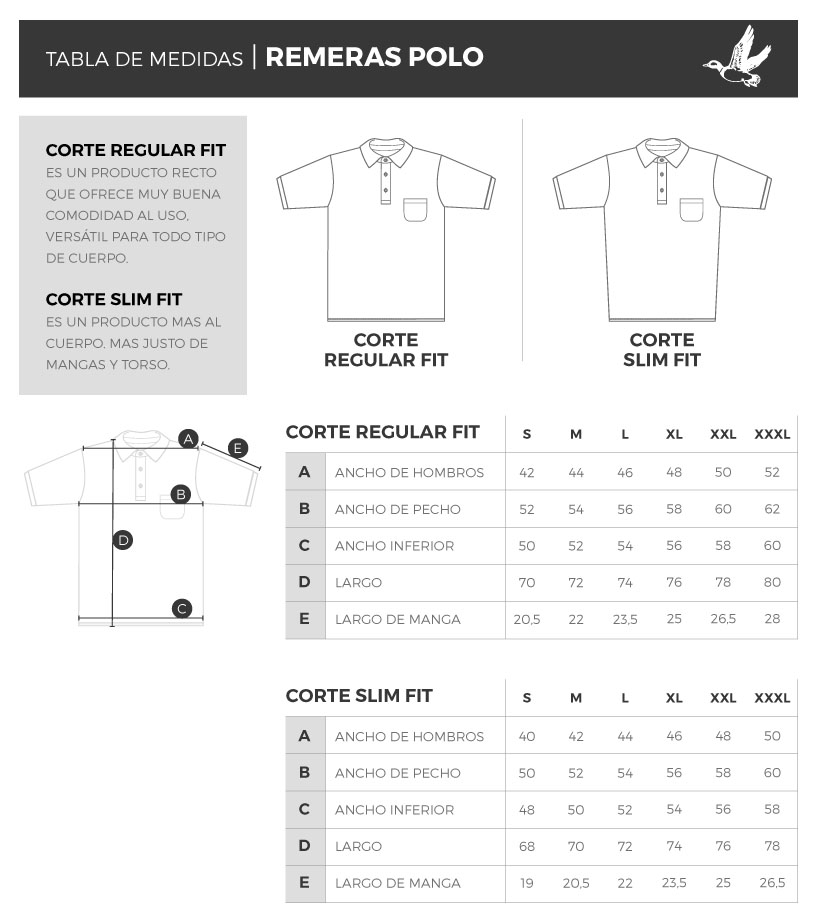 TABLA DE MEDIDAS | REMERAS POLO
CORTE REGULAR FIT
ES UN PRODUCTO RECTO
QUE OFRECE MUY BUENA
COMODIDAD AL USO,
VERSÁTIL PARA TODO TIPO
DE CUERPO.
CORTE SLIM FIT
ES UN PRODUCTO MAS AL
CUERPO, MAS JUSTO DE
MANGAS Y TORSO.
CORTE
REGULAR FIT
CORTE
SLIM FIT
A
E
B
D
C
CORTE REGULAR FIT S M L XL XXL XXXL
A ANCHO DE HOMBROS 42 44 46 48 50 52
B ANCHO DE PECHO 52 54 56 58 60 62
C ANCHO INFERIOR 50 52 54 56 58 60
D LARGO 70 72 74 76 78 80
E LARGO DE MANGA 20,5 22 23,5 25 26,5 28
CORTE SLIM FIT S M L XL XXL XXXL
A ANCHO DE HOMBROS 40 42 44 46 48 50
B ANCHO DE PECHO 50 52 54 56 58 60
C ANCHO INFERIOR 48 50 52 54 56 58
D LARGO 68 70 72 74 76 78
E LARGO DE MANGA 19 20,5 22 23,5 25 26,5